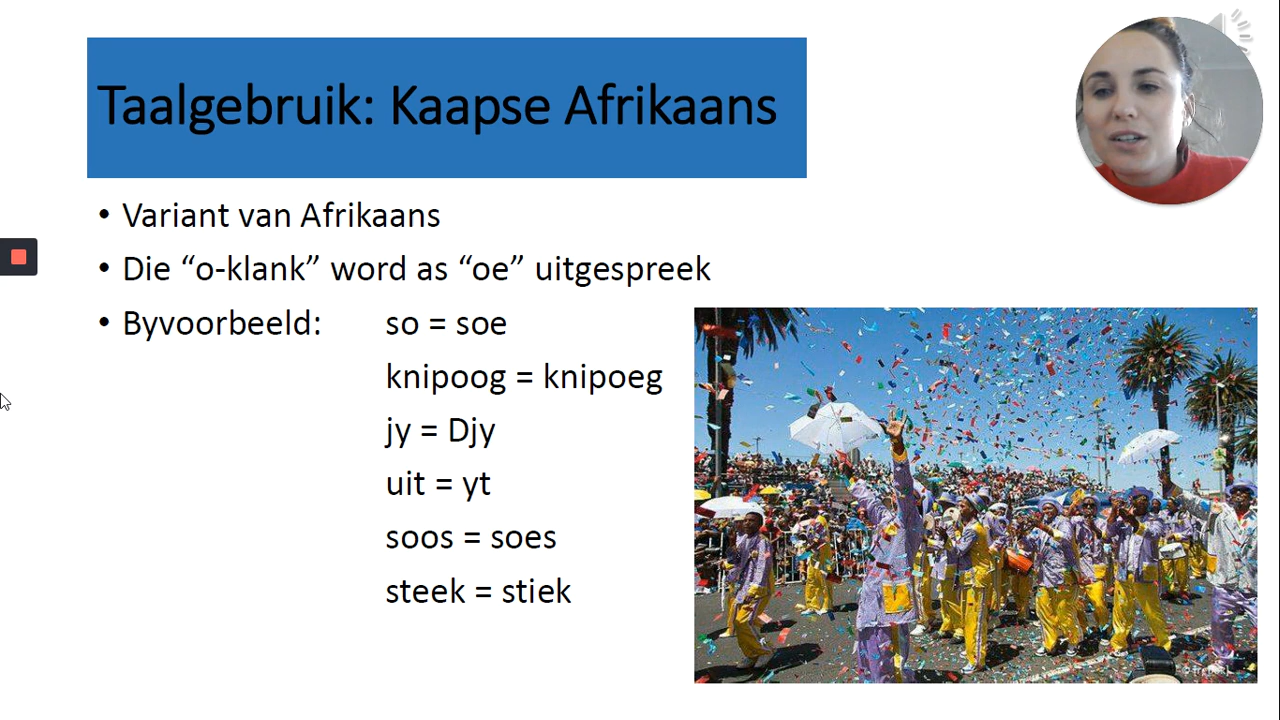 Taalgebruik: Kaapse Afrikaans
• Variant van Afrikaans
• Die “o-klank” word as “oe” uitgespreek
• Byvoorbeeld: so = soe
knipoog = knipoeg
jy = Djy
uit = yt
soos = soes
steek = stiek